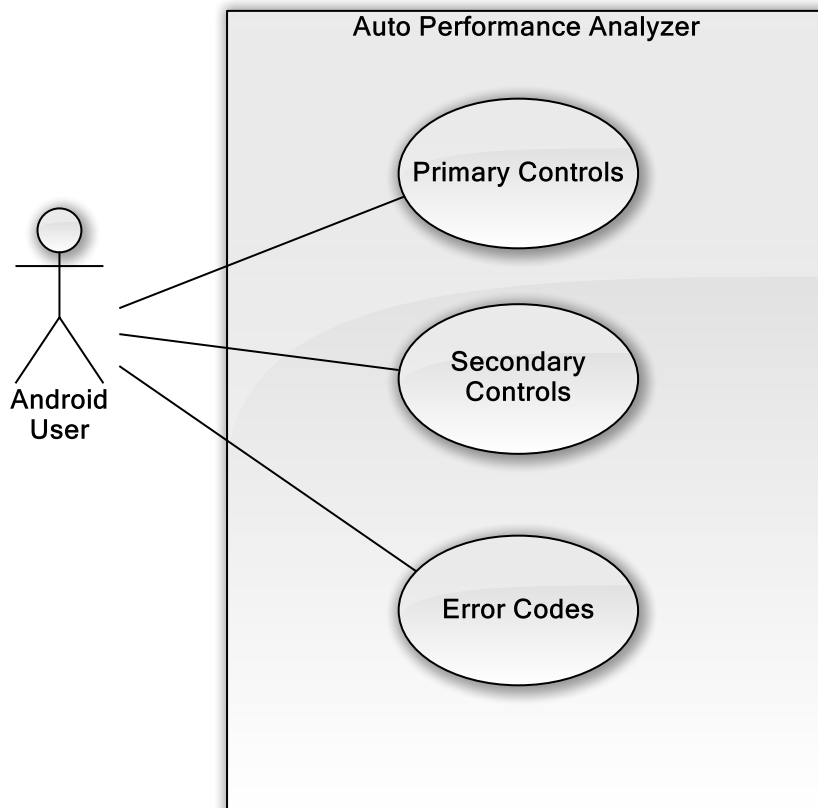 Auto Performance Analyzer
Primary Controls
Secondary
Controls
Android
User
Error Codes